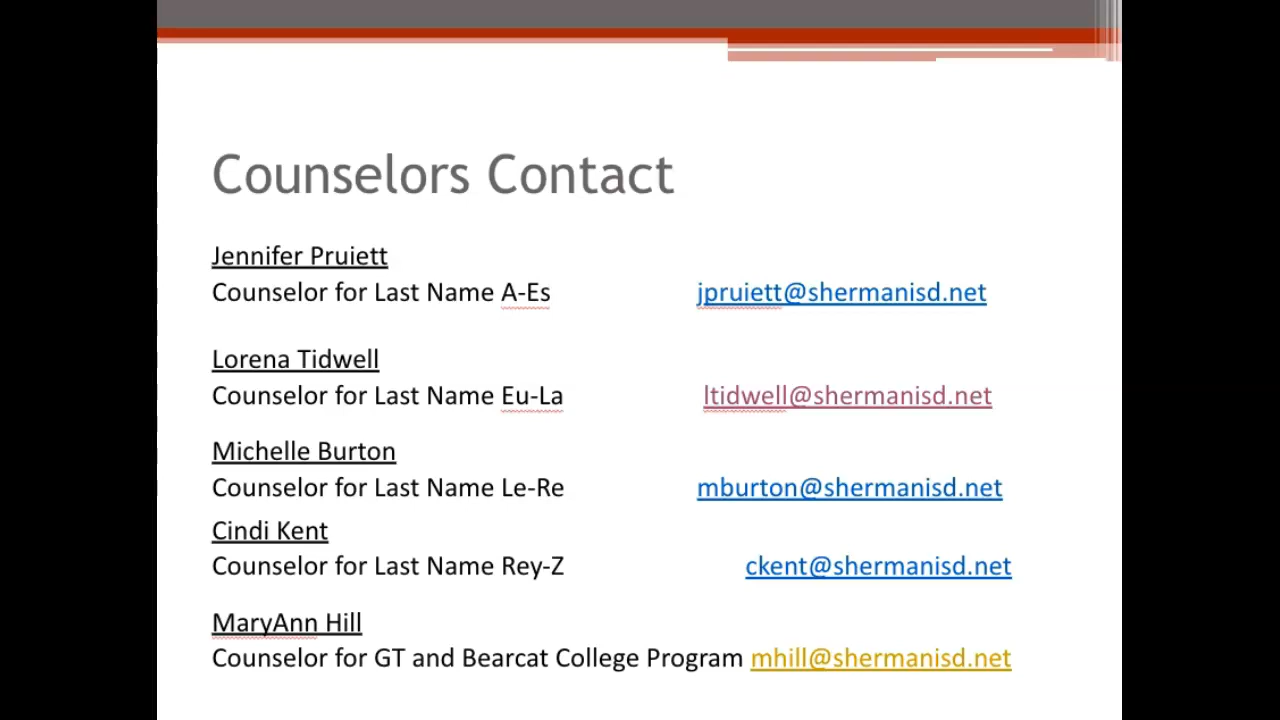 Counselors Contact
Jennifer Pruiett
Counselor for Last Name A-Es jpruiett@shermanisd.net
Lorena Tidwell
Counselor for Last Name Eu-La ltidwell@shermanisd.net
Michelle Burton
Counselor for Last Name Le-Re mburton@shermanisd.net
Cindi Kent
Counselor for Last Name Rey-Z ckent@shermanisd.net
MaryAnn Hill
Counselor for GT and Bearcat College Program mhill@shermanisd.net